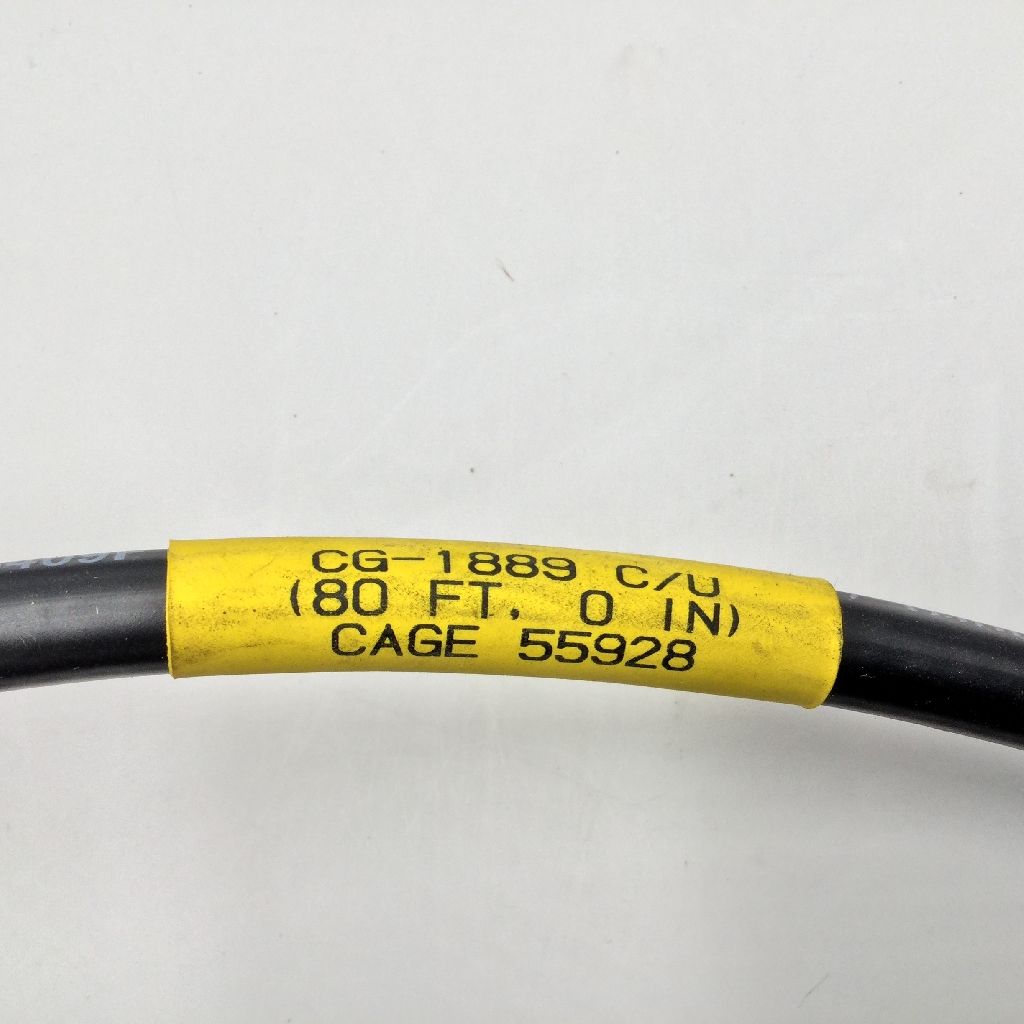 CG-1889 C/U
(80 FT, 0 IN)
CAGE 55928